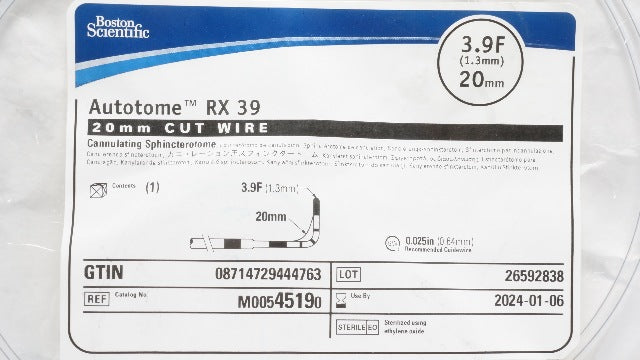 Boston
Scientific
3.9F
(1.3mm)
20mm
Autotome™ RX 39
20mm CUT WIRE
Cannulating Sphincterotome
Contents (1)
3.9F (1.3mm)
20mm
0.025in (0.64mm)
Recommended Guidewire
GTIN 08714729444763
LOT 26592838
REF Catalog No. M00545190
Use By 2024-01-06
STERILE EO Sterilized using
ethylene oxide